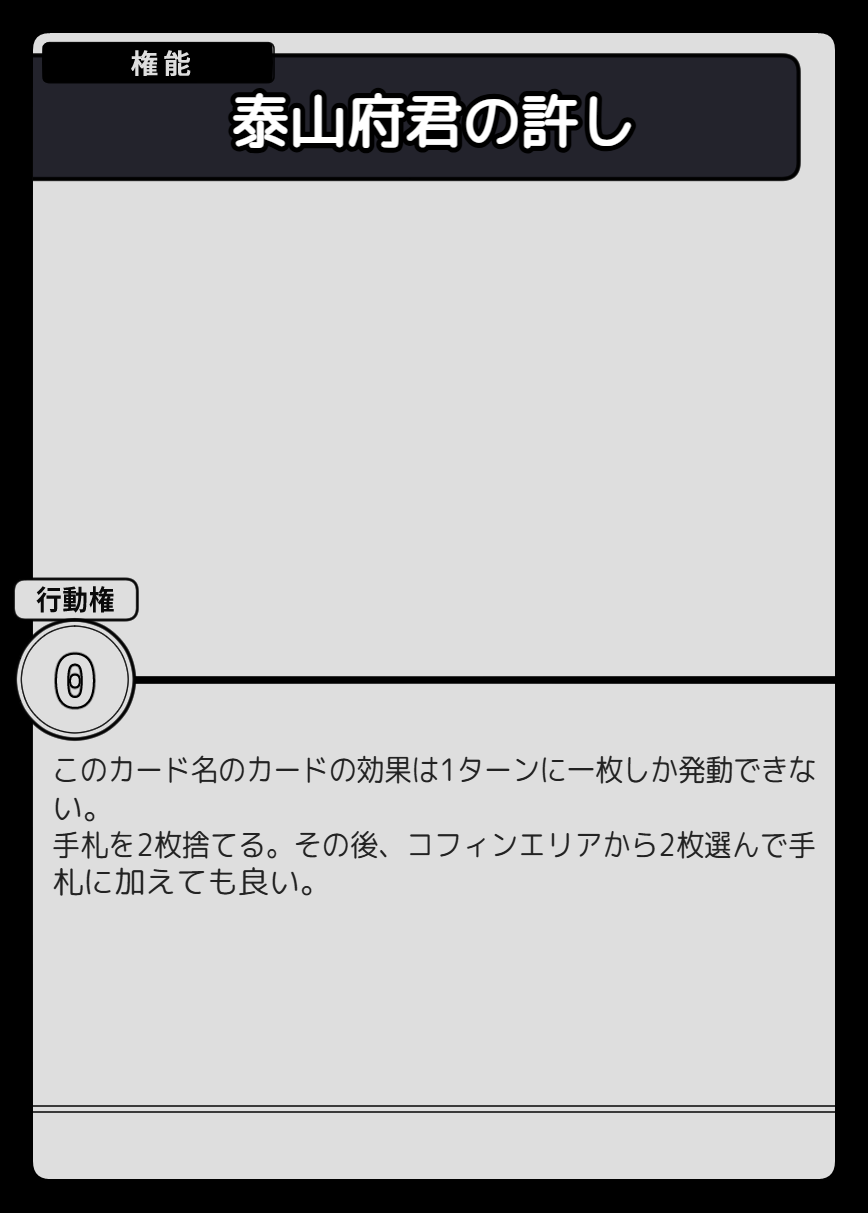 権能
泰山府君の許し
行動権
0
このカード名のカードの効果は1ターンに一枚しか発動できな
い。
手札を2枚捨てる。その後、コフィンエリアから2枚選んで手
札に加えても良い。